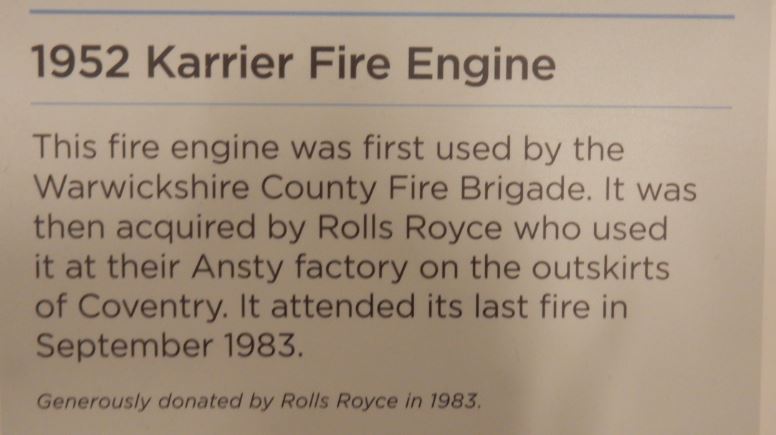 1952 Karrier Fire Engine
This fire engine was first used by the
Warwickshire County Fire Brigade. It was
then acquired by Rolls Royce who used
it at their Ansty factory on the outskirts
of Coventry. It attended its last fire in
September 1983.
Generously donated by Rolls Royce in 1983.